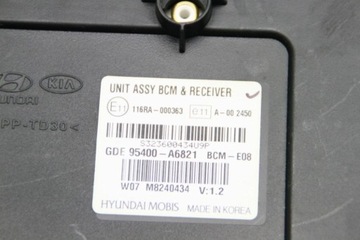 UNIT ASSY BCM & RECEIVER
E11 116RA-000363 e11 A-00 2450
S323600434U9P
GDE 95400-A6821 BCM-E08
W07 M8240434 V:1.2
HYUNDAI MOBIS MADE IN KOREA
KIA
HYUNDAI
PP-TD30<